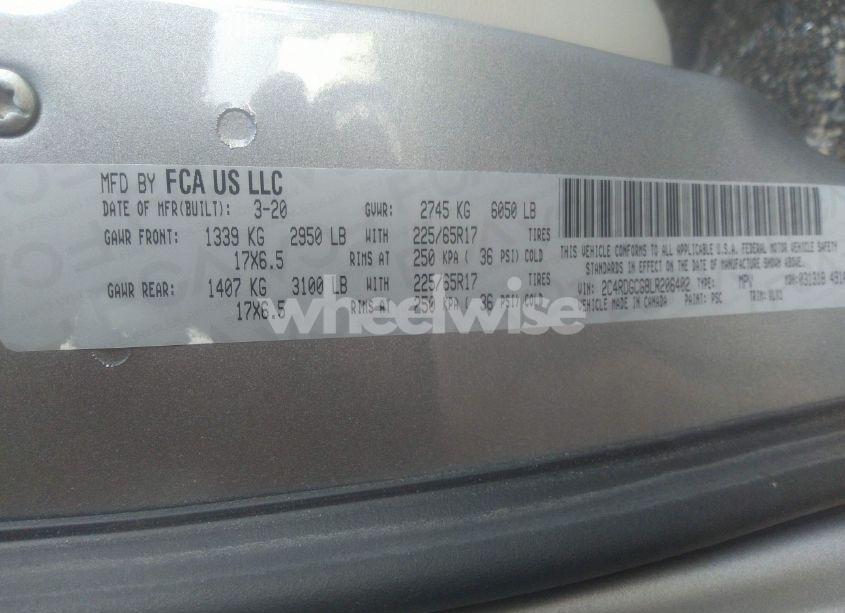 MFD BY FCA US LLC
DATE OF MFR(BUILT): 3-20 GVWR: 2745 KG 6050 LB
GAWR FRONT: 1339 KG 2950 LB WITH 225/65R17 TIRES
17X6.5 RIMS AT 250 KPA ( 36 PSI) COLD
GAWR REAR: 1407 KG 3100 LB WITH 225/65R17 TIRES
17X6.5 RIMS AT 250 KPA ( 36 PSI) COLD
THIS VEHICLE CONFORMS TO ALL APPLICABLE U.S.A. FEDERAL MOTOR VEHICLE SAFETY
STANDARDS IN EFFECT ON THE DATE OF MANUFACTURE SHOWN ABOVE.
VIN: 2C4RDGCG8LR206402 TYPE: MPV MDH: 031318 491
VEHICLE MADE IN CANADA PAINT: PSC TRIM:
wheelwise